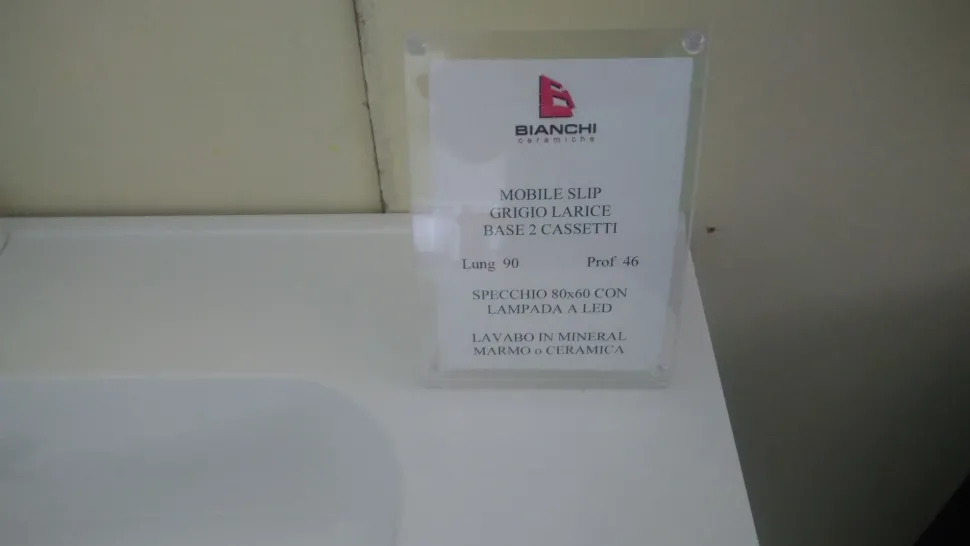 BIANCHI
ceramiche
MOBILE SLIP
GRIGIO LARICE
BASE 2 CASSETTI
Lung 90 Prof 46
SPECCHIO 80x60 CON
LAMPADA A LED
LAVABO IN MINERAL
MARMO o CERAMICA